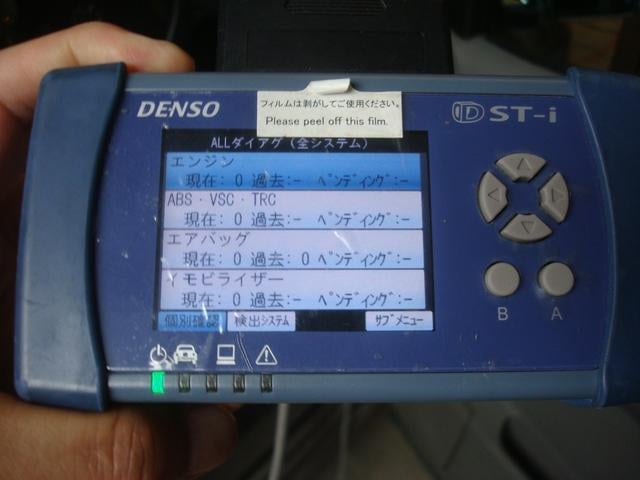 DENSO
フィルムは剥がしてご使用ください。
Please peel off this film.
DST-i
ALLダイアグ(全システム)
エンジン
現在: 0 過去:- ペンディング:-
ABS・VSC・TRC
現在: 0 過去:- ペンディング:-
エアバッグ
現在: 0 過去: 0 ペンディング:-
イモビライザー
現在: 0 過去:- ペンディング:-
個別確認 検出システム サブメニュー
B A